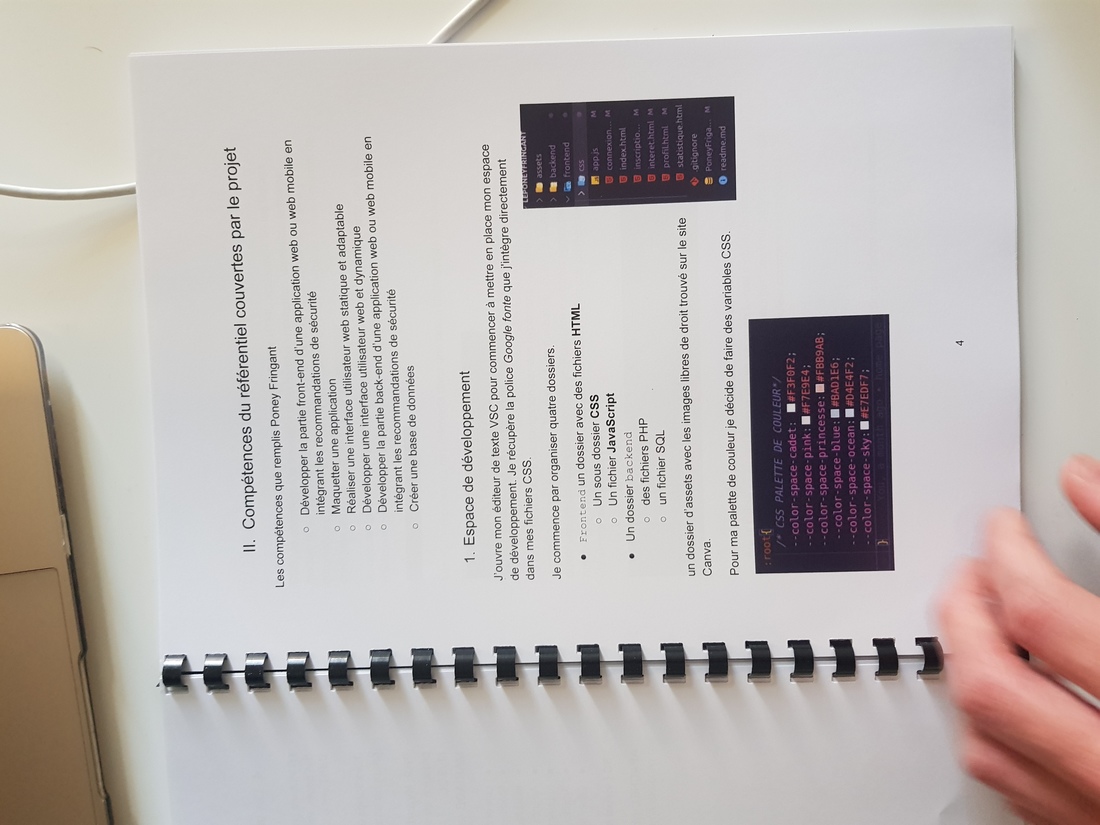 II. Compétences du référentiel couvertes par le projet
Les compétences que remplis Poney Fringant
○ Développer la partie front-end d'une application web ou web mobile en
intégrant les recommandations de sécurité
○ Maquetter une application
○ Réaliser une interface utilisateur web statique et adaptable
○ Développer une interface utilisateur web et dynamique
○ Développer la partie back-end d'une application web ou web mobile en
intégrant les recommandations de sécurité
○ Créer une base de données
1. Espace de développement
J'ouvre mon éditeur de texte VSC pour commencer à mettre en place mon espace
de développement. Je récupère la police Google fonte que j'intègre directement
dans mes fichiers CSS.
Je commence par organiser quatre dossiers.
● Frontend un dossier avec des fichiers HTML
○ Un sous dossier CSS
○ Un fichier JavaScript
● Un dossier backend
○ des fichiers PHP
○ un fichier SQL
un dossier d'assets avec les images libres de droit trouvé sur le site
Canva.
Pour ma palette de couleur je décide de faire des variables CSS.
LEPONEYFRINGANT
assets
backend
frontend
css
app.js M
connexion... M
index.html
inscriptio... M
interet.html M
profil.html M
statistique.html
.gitignore
PoneyFriga... M
readme.md
:root{
/* CSS PALETTE DE COULEUR*/
--color-space-cadet: #F3F0F2;
--color-space-pink: #F7E9E4;
--color-space-princesse: #FBB9AB;
--color-space-blue: #BAD1E6;
--color-space-ocean: #D4E4F2;
--color-space-sky: #E7EDF7;
}
4